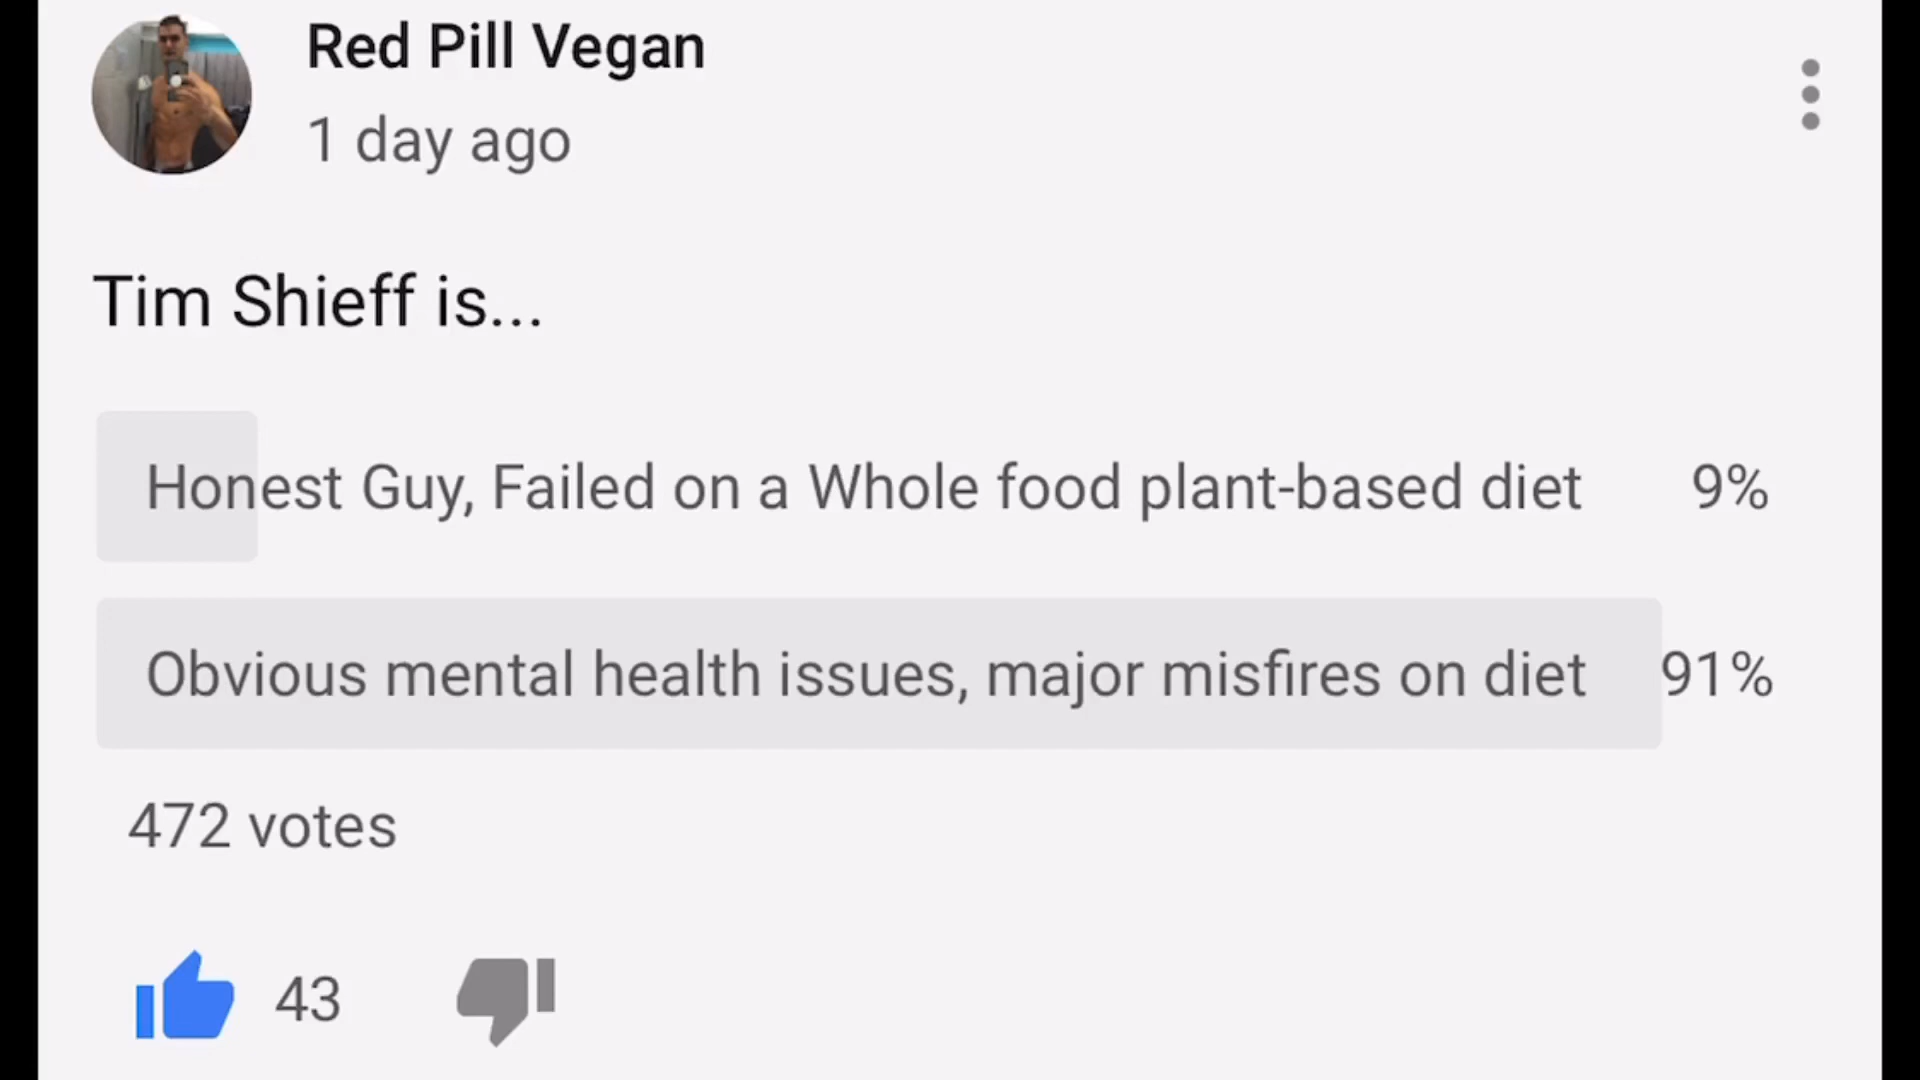 Red Pill Vegan
1 day ago
Tim Shieff is...
Honest Guy, Failed on a Whole food plant-based diet 9%
Obvious mental health issues, major misfires on diet 91%
472 votes
43